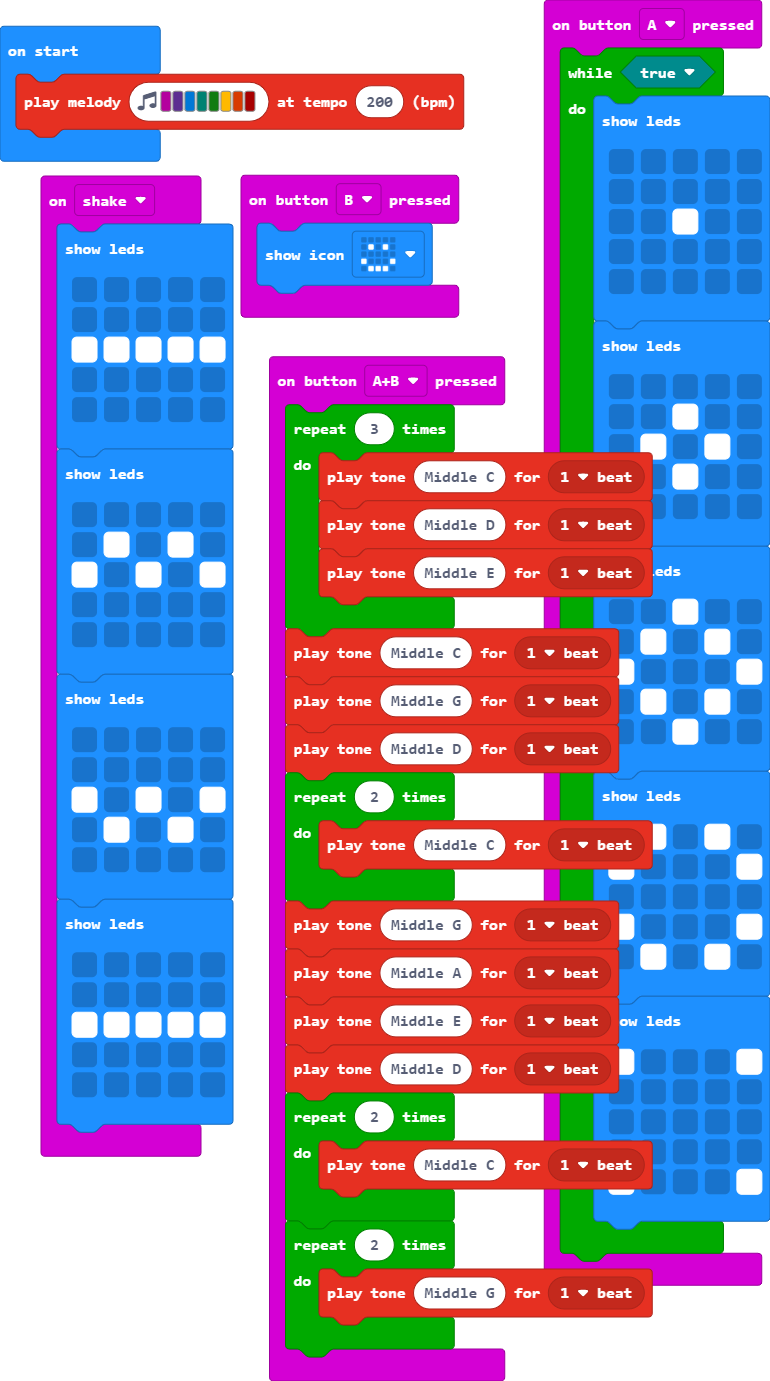 on start
play melody at tempo 200 (bpm)
on shake
show leds
show leds
show leds
show leds
on button B pressed
show icon
on button A+B pressed
repeat 3 times
do
play tone Middle C for 1 beat
play tone Middle D for 1 beat
play tone Middle E for 1 beat
play tone Middle C for 1 beat
play tone Middle G for 1 beat
play tone Middle D for 1 beat
repeat 2 times
do
play tone Middle C for 1 beat
play tone Middle G for 1 beat
play tone Middle A for 1 beat
play tone Middle E for 1 beat
play tone Middle D for 1 beat
repeat 2 times
do
play tone Middle C for 1 beat
repeat 2 times
do
play tone Middle G for 1 beat
on button A pressed
while true
do
show leds
show leds
leds
show leds
ow leds